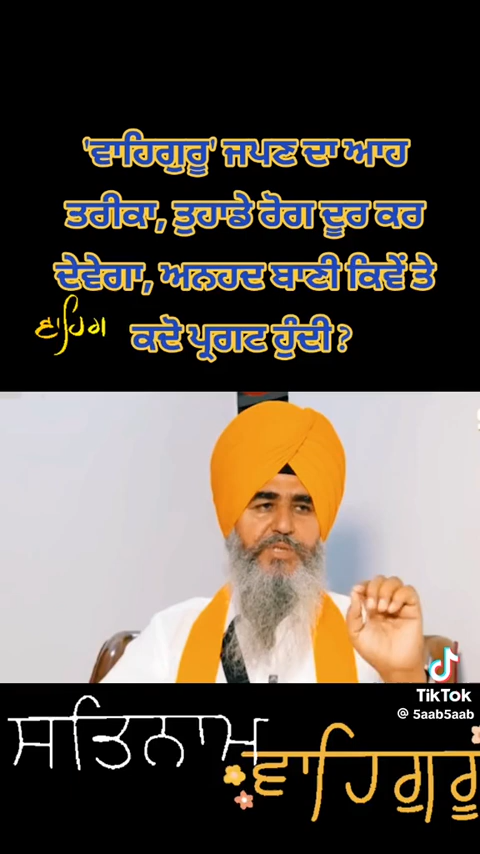 'ਵਾਹਿਗੁਰੂ' ਜਪਣ ਦਾ ਆਹ
ਤਰੀਕਾ, ਤੁਹਾਡੇ ਰੋਗ ਦੂਰ ਕਰ
ਦੇਵੇਗਾ, ਅਨਹਦ ਬਾਣੀ ਕਿਵੇਂ ਤੇ
ਵਾਹਿਗ
ਕਦੋ ਪ੍ਰਗਟ ਹੁੰਦੀ ?
TikTok
@ 5aab5aab
ਸਤਿਨਾਮ
ਵਾਹਿਗੁਰੂ